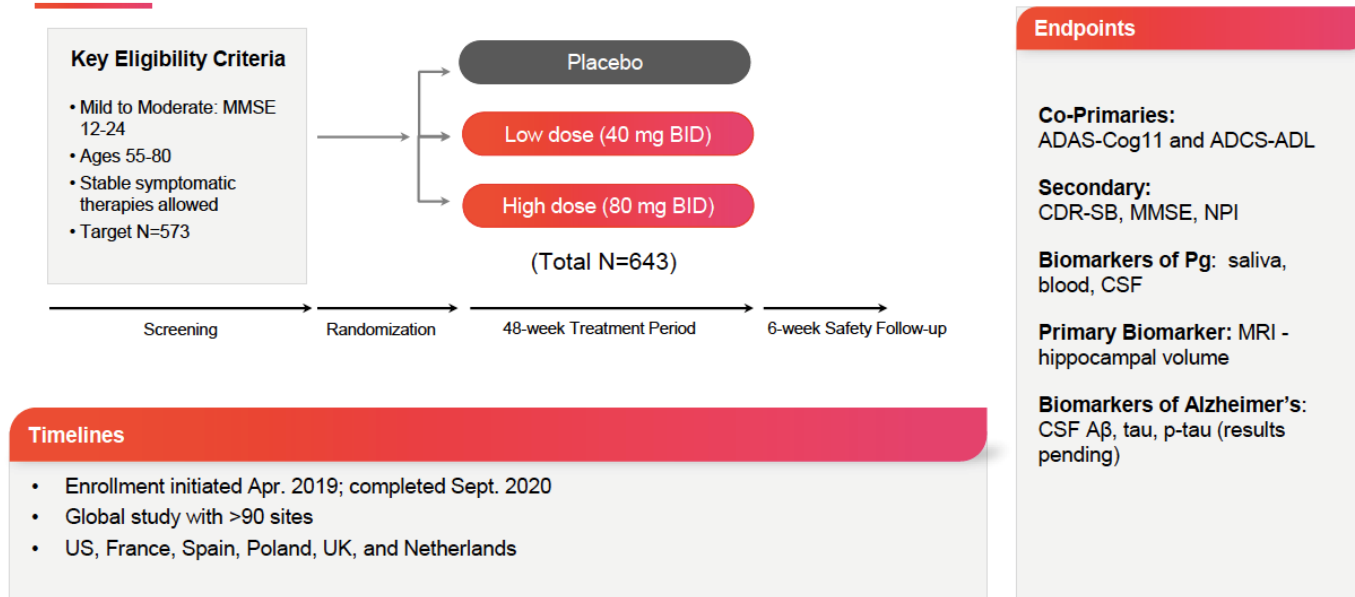 Key Eligibility Criteria
• Mild to Moderate: MMSE
12-24
• Ages 55-80
• Stable symptomatic
therapies allowed
• Target N=573
Placebo
Low dose (40 mg BID)
High dose (80 mg BID)
(Total N=643)
Screening
Randomization
48-week Treatment Period
6-week Safety Follow-up
Timelines
• Enrollment initiated Apr. 2019; completed Sept. 2020
• Global study with >90 sites
• US, France, Spain, Poland, UK, and Netherlands
Endpoints
Co-Primaries:
ADAS-Cog11 and ADCS-ADL
Secondary:
CDR-SB, MMSE, NPI
Biomarkers of Pg: saliva,
blood, CSF
Primary Biomarker: MRI -
hippocampal volume
Biomarkers of Alzheimer’s:
CSF Aβ, tau, p-tau (results
pending)